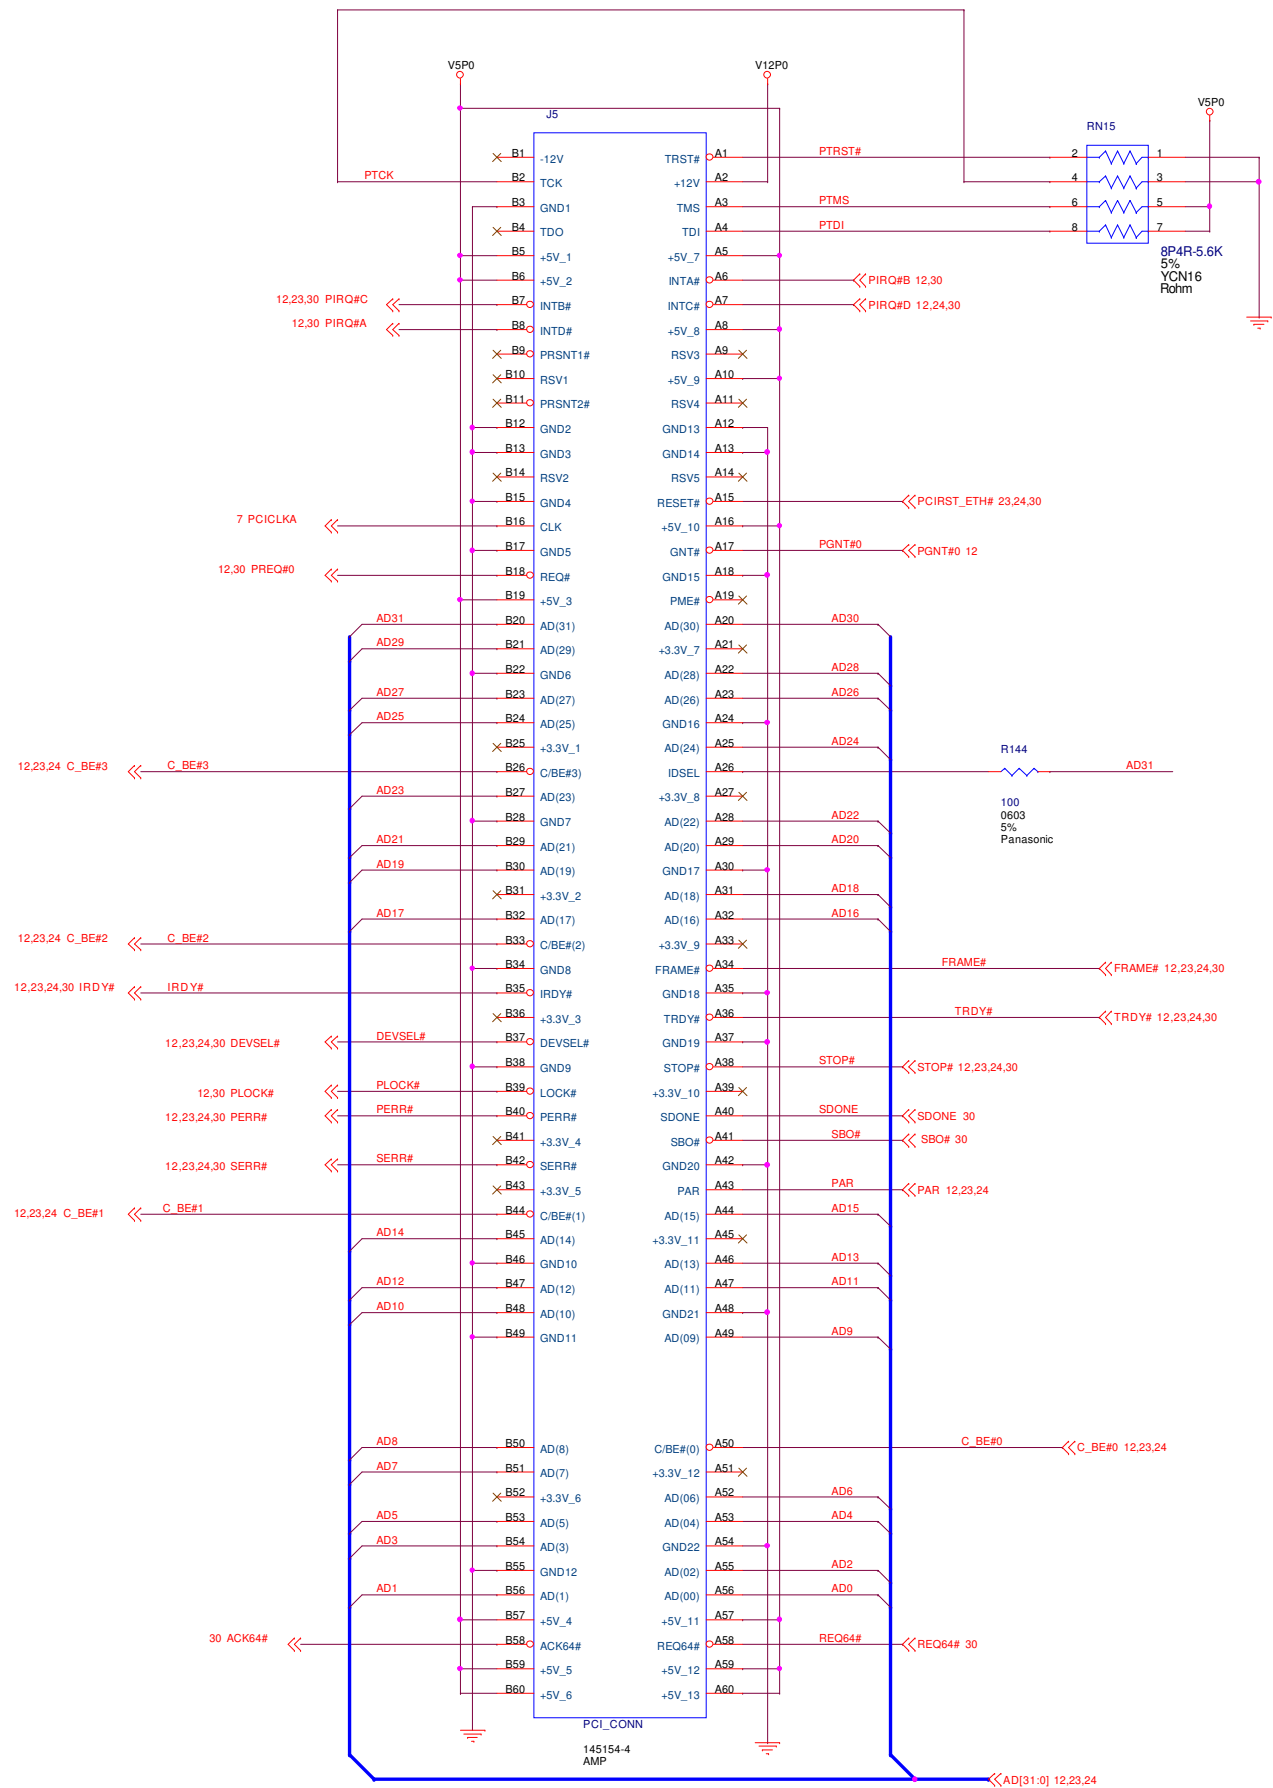 V5P0
V12P0
J5
V5P0
RN15
B1 -12V TRST# A1 PTRST# 2 1
PTCK B2 TCK +12V A2 4 3
B3 GND1 TMS A3 PTMS 6 5
B4 TDO TDI A4 PTDI 8 7
8P4R-5.6K
5%
YCN16
Rohm
B5 +5V_1 +5V_7 A5
B6 +5V_2 INTA# A6 PIRQ#B 12,30
12,23,30 PIRQ#C B7 INTB# INTC# A7 PIRQ#D 12,24,30
12,30 PIRQ#A B8 INTD# +5V_8 A8
B9 PRSNT1# RSV3 A9
B10 RSV1 +5V_9 A10
B11 PRSNT2# RSV4 A11
B12 GND2 GND13 A12
B13 GND3 GND14 A13
B14 RSV2 RSV5 A14
B15 GND4 RESET# A15 PCIRST_ETH# 23,24,30
7 PCICLKA B16 CLK +5V_10 A16
B17 GND5 GNT# A17 PGNT#0 PGNT#0 12
12,30 PREQ#0 B18 REQ# GND15 A18
B19 +5V_3 PME# A19
AD31 B20 AD(31) AD(30) A20 AD30
AD29 B21 AD(29) +3.3V_7 A21
B22 GND6 AD(28) A22 AD28
AD27 B23 AD(27) AD(26) A23 AD26
AD25 B24 AD(25) GND16 A24
B25 +3.3V_1 AD(24) A25 AD24
R144
12,23,24 C_BE#3 C_BE#3 B26 C/BE#3) IDSEL A26 AD31
100
0603
5%
Panasonic
AD23 B27 AD(23) +3.3V_8 A27
B28 GND7 AD(22) A28 AD22
AD21 B29 AD(21) AD(20) A29 AD20
AD19 B30 AD(19) GND17 A30
B31 +3.3V_2 AD(18) A31 AD18
AD17 B32 AD(17) AD(16) A32 AD16
12,23,24 C_BE#2 C_BE#2 B33 C/BE#(2) +3.3V_9 A33
B34 GND8 FRAME# A34 FRAME# FRAME# 12,23,24,30
12,23,24,30 IRDY# IRDY# B35 IRDY# GND18 A35
B36 +3.3V_3 TRDY# A36 TRDY# TRDY# 12,23,24,30
12,23,24,30 DEVSEL# DEVSEL# B37 DEVSEL# GND19 A37
B38 GND9 STOP# A38 STOP# STOP# 12,23,24,30
12,30 PLOCK# PLOCK# B39 LOCK# +3.3V_10 A39
12,23,24,30 PERR# PERR# B40 PERR# SDONE A40 SDONE SDONE 30
B41 +3.3V_4 SBO# A41 SBO# SBO# 30
12,23,24,30 SERR# SERR# B42 SERR# GND20 A42
B43 +3.3V_5 PAR A43 PAR PAR 12,23,24
12,23,24 C_BE#1 C_BE#1 B44 C/BE#(1) AD(15) A44 AD15
AD14 B45 AD(14) +3.3V_11 A45
B46 GND10 AD(13) A46 AD13
AD12 B47 AD(12) AD(11) A47 AD11
AD10 B48 AD(10) GND21 A48
B49 GND11 AD(09) A49 AD9
AD8 B50 AD(8) C/BE#(0) A50 C_BE#0 C_BE#0 12,23,24
AD7 B51 AD(7) +3.3V_12 A51
B52 +3.3V_6 AD(06) A52 AD6
AD5 B53 AD(5) AD(04) A53 AD4
AD3 B54 AD(3) GND22 A54
B55 GND12 AD(02) A55 AD2
AD1 B56 AD(1) AD(00) A56 AD0
B57 +5V_4 +5V_11 A57
30 ACK64# B58 ACK64# REQ64# A58 REQ64# REQ64# 30
B59 +5V_5 +5V_12 A59
B60 +5V_6 +5V_13 A60
PCI_CONN
145154-4
AMP
AD[31:0] 12,23,24